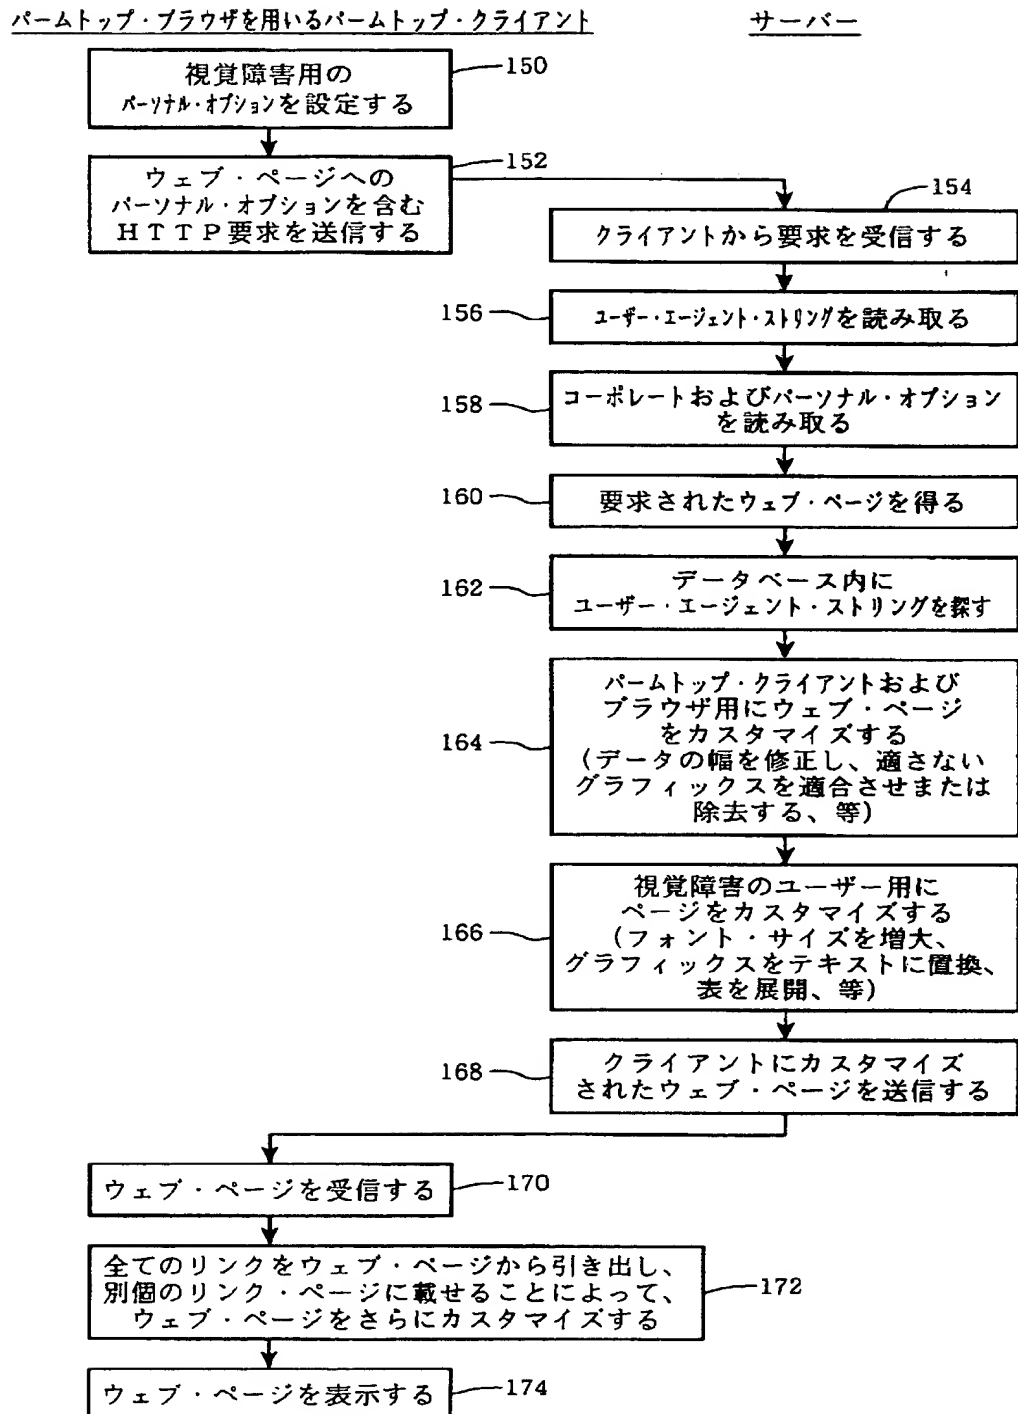 パームトップ・ブラウザを用いるパームトップ・クライアント
サーバー
視覚障害用の
パーソナル・オプションを設定する
150
ウェブ・ページへの
パーソナル・オプションを含む
HTTP要求を送信する
152
154
クライアントから要求を受信する
156
ユーザー・エージェント・ストリングを読み取る
158
コーポレートおよびパーソナル・オプション
を読み取る
160
要求されたウェブ・ページを得る
162
データベース内に
ユーザー・エージェント・ストリングを探す
164
パームトップ・クライアントおよび
ブラウザ用にウェブ・ページ
をカスタマイズする
(データの幅を修正し、適さない
グラフィックスを適合させまたは
除去する、等)
166
視覚障害のユーザー用に
ページをカスタマイズする
(フォント・サイズを増大、
グラフィックスをテキストに置換、
表を展開、等)
168
クライアントにカスタマイズ
されたウェブ・ページを送信する
ウェブ・ページを受信する
170
全てのリンクをウェブ・ページから引き出し、
別個のリンク・ページに載せることによって、
ウェブ・ページをさらにカスタマイズする
172
ウェブ・ページを表示する
174